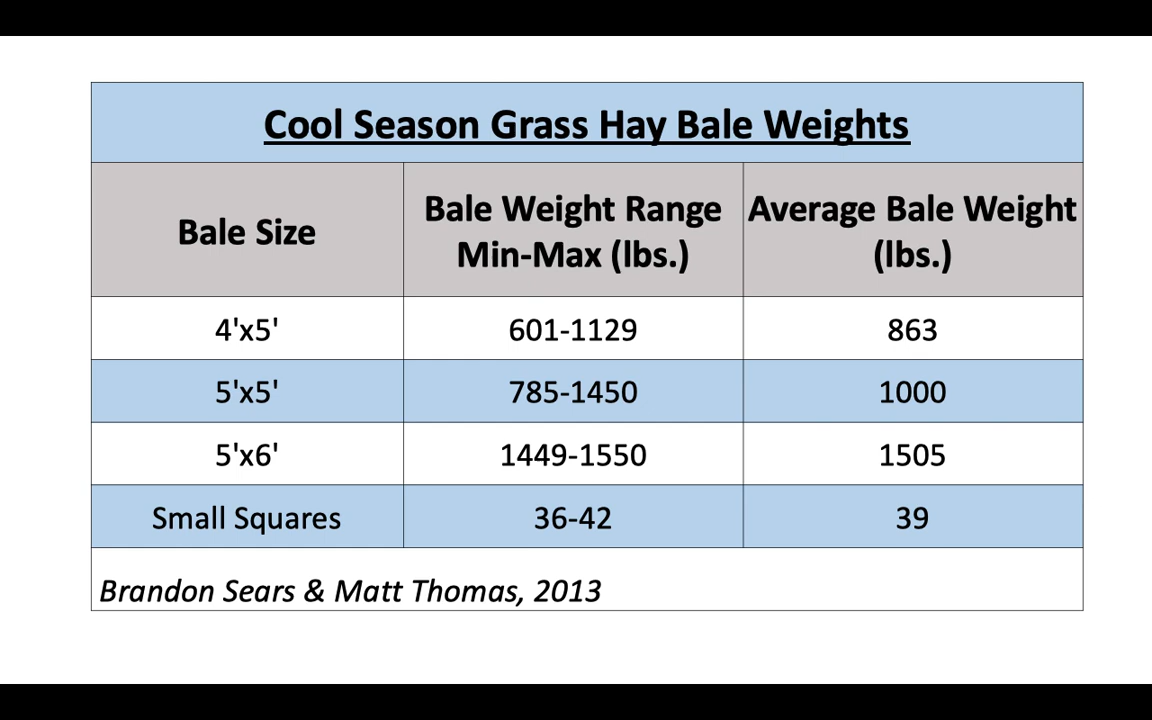 Cool Season Grass Hay Bale Weights
Bale Size
Bale Weight Range
Min-Max (lbs.)
Average Bale Weight
(lbs.)
4'x5' 601-1129 863
5'x5' 785-1450 1000
5'x6' 1449-1550 1505
Small Squares 36-42 39
Brandon Sears & Matt Thomas, 2013